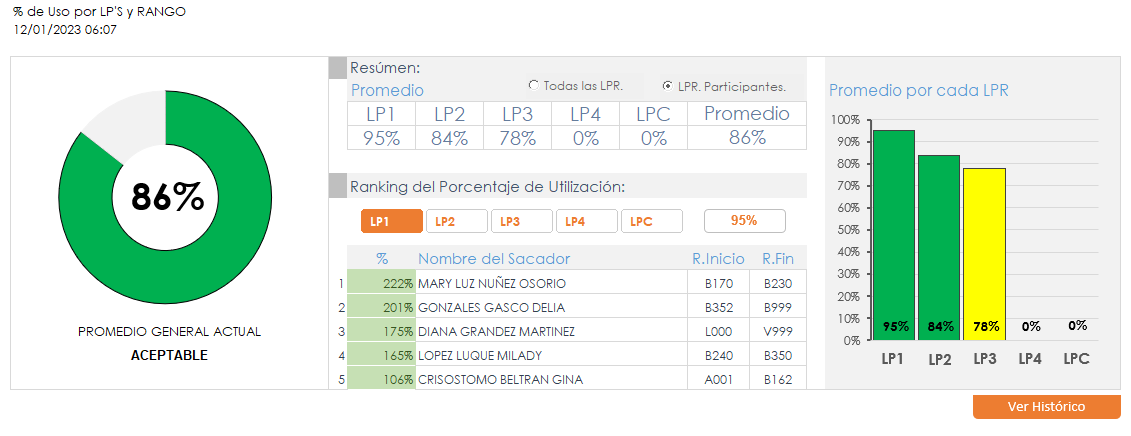 % de Uso por LP'S y RANGO
12/01/2023 06:07
86%
PROMEDIO GENERAL ACTUAL
ACEPTABLE
Resúmen:
Promedio
Todas las LPR.
LPR. Participantes.
LP1 LP2 LP3 LP4 LPC Promedio
95% 84% 78% 0% 0% 86%
Ranking del Porcentaje de Utilización:
LP1 LP2 LP3 LP4 LPC 95%
% Nombre del Sacador R.Inicio R.Fin
1 222% MARY LUZ NUÑEZ OSORIO B170 B230
2 201% GONZALES GASCO DELIA B352 B999
3 175% DIANA GRANDEZ MARTINEZ L000 V999
4 165% LOPEZ LUQUE MILADY B240 B350
5 106% CRISOSTOMO BELTRAN GINA A001 B162
Promedio por cada LPR
100%
90%
80%
70%
60%
50%
40%
30%
20%
10%
0%
95% 84% 78% 0% 0%
LP1 LP2 LP3 LP4 LPC
Ver Histórico